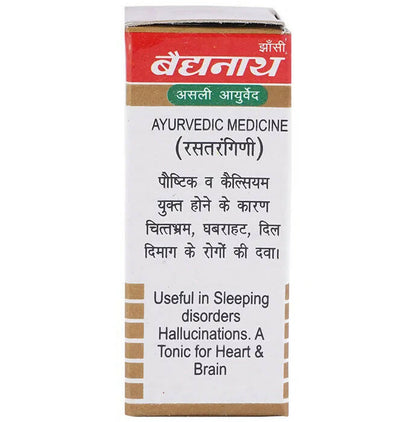 झाँसी
बैद्यनाथ
असली आयुर्वेद
AYURVEDIC MEDICINE
(रसतरंगिणी)
पौष्टिक व कैल्सियम
युक्त होने के कारण
चित्तभ्रम, घबराहट, दिल
दिमाग के रोगों की दवा।
Useful in Sleeping
disorders
Hallucinations. A
Tonic for Heart &
Brain